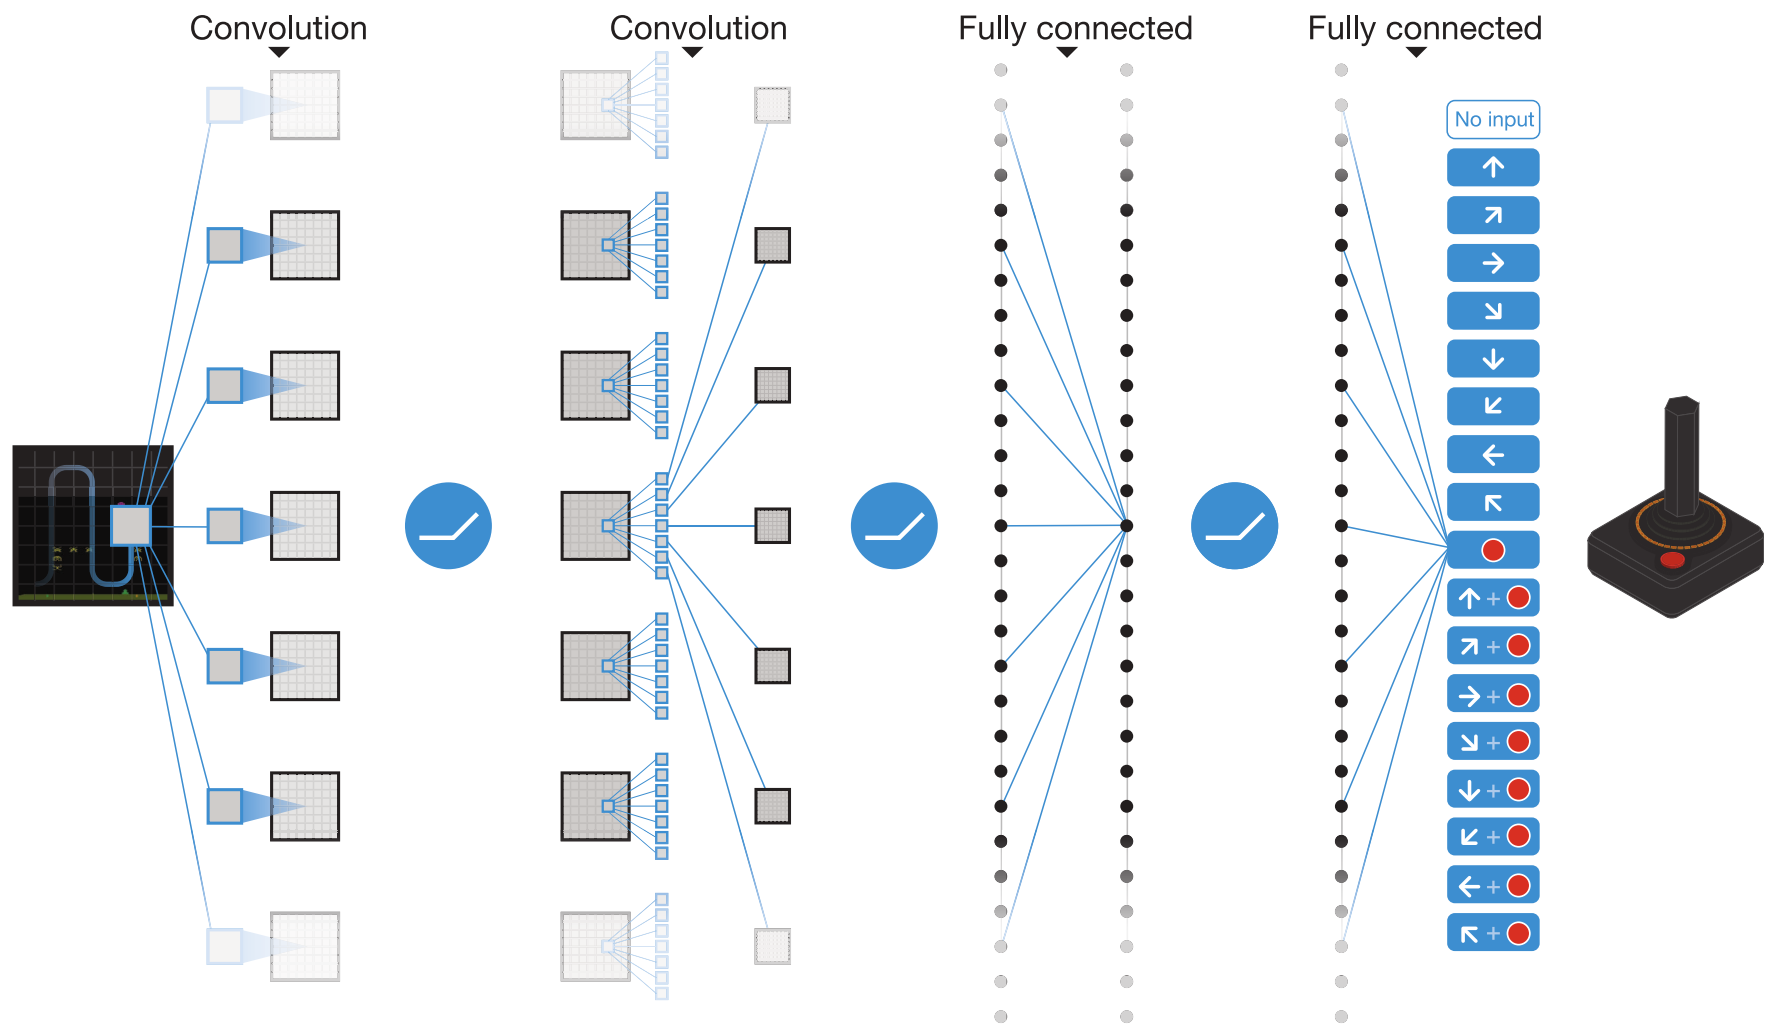 Convolution
Convolution
Fully connected
Fully connected
No input
+
+
+
+
+
+
+
+